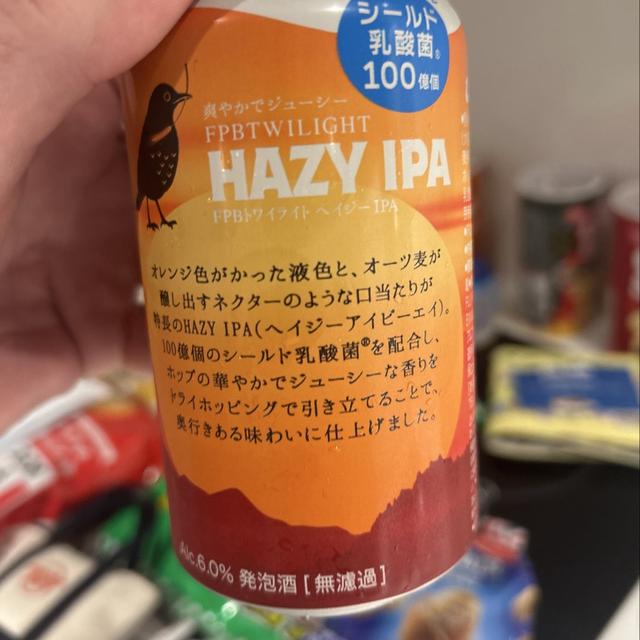 シールド
乳酸菌®
100億個
爽やかでジューシー
FPBTWILIGHT
HAZY IPA
FPBトワイライト ヘイジーIPA
オレンジ色がかった液色と、オーツ麦が
醸し出すネクターのような口当たりが
特長のHAZY IPA(ヘイジーアイピーエイ)。
100億個のシールド乳酸菌®を配合し、
ホップの華やかでジューシーな香りを
ドライホッピングで引き立てることで、
奥行きある味わいに仕上げました。
Alc.6.0% 発泡酒[無濾過]